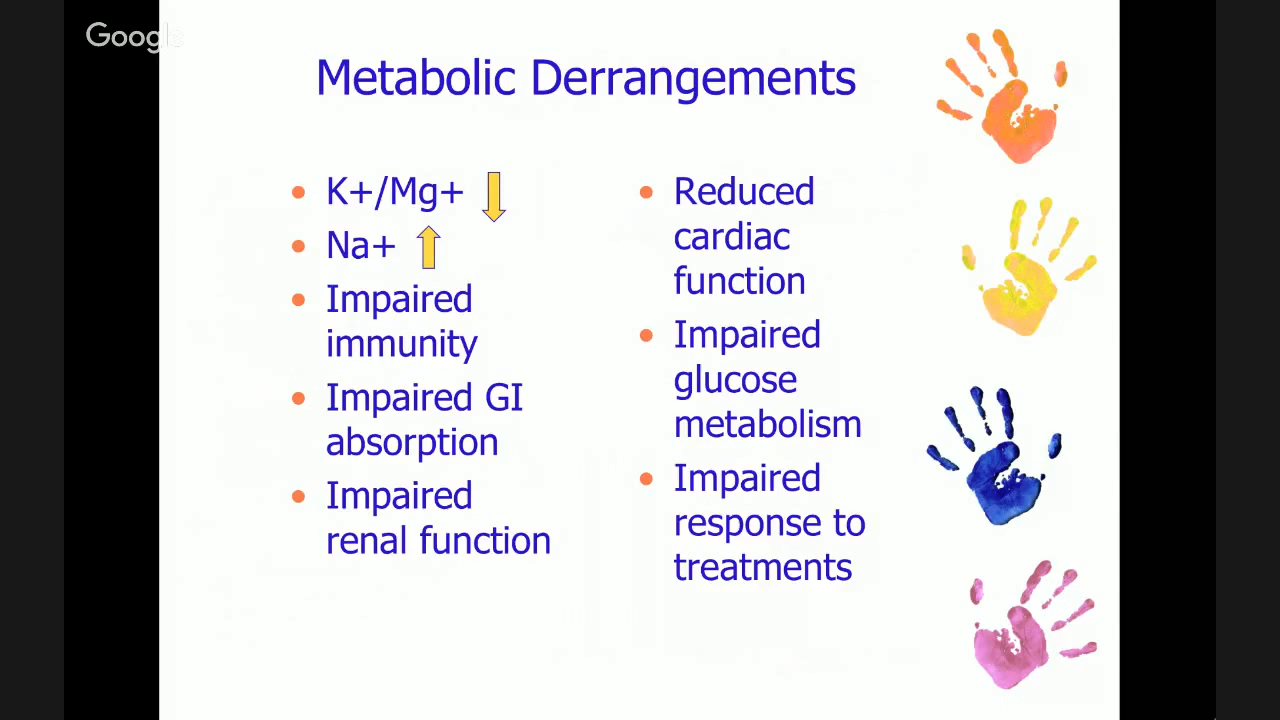 Google
Metabolic Derrangements
• K+/Mg+
• Na+
• Impaired
immunity
• Impaired GI
absorption
• Impaired
renal function
• Reduced
cardiac
function
• Impaired
glucose
metabolism
• Impaired
response to
treatments